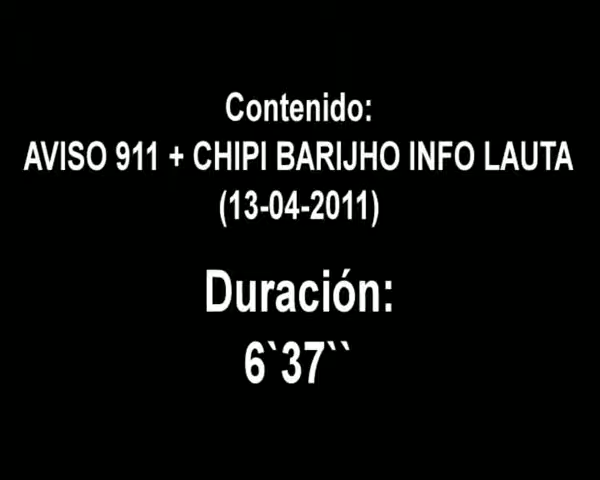 Contenido:
AVISO 911 + CHIPI BARIJHO INFO LAUTA
(13-04-2011)
Duración:
6`37``